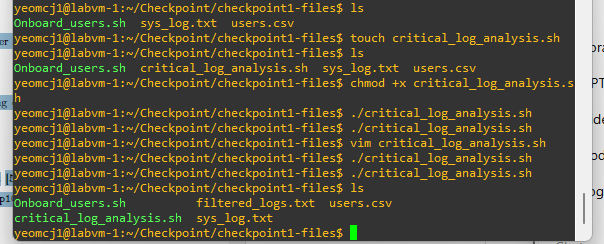 yeomcj1@labvm-1:~/Checkpoint/checkpoint1-files$ ls
Onboard_users.sh  sys_log.txt  users.csv
yeomcj1@labvm-1:~/Checkpoint/checkpoint1-files$ touch critical_log_analysis.sh
yeomcj1@labvm-1:~/Checkpoint/checkpoint1-files$ ls
Onboard_users.sh  critical_log_analysis.sh  sys_log.txt  users.csv
yeomcj1@labvm-1:~/Checkpoint/checkpoint1-files$ chmod +x critical_log_analysis.s
h
yeomcj1@labvm-1:~/Checkpoint/checkpoint1-files$ ./critical_log_analysis.sh
yeomcj1@labvm-1:~/Checkpoint/checkpoint1-files$ ./critical_log_analysis.sh
yeomcj1@labvm-1:~/Checkpoint/checkpoint1-files$ vim critical_log_analysis.sh
yeomcj1@labvm-1:~/Checkpoint/checkpoint1-files$ ./critical_log_analysis.sh
yeomcj1@labvm-1:~/Checkpoint/checkpoint1-files$ ./critical_log_analysis.sh
yeomcj1@labvm-1:~/Checkpoint/checkpoint1-files$ ls
Onboard_users.sh          filtered_logs.txt  users.csv
critical_log_analysis.sh  sys_log.txt
yeomcj1@labvm-1:~/Checkpoint/checkpoint1-files$